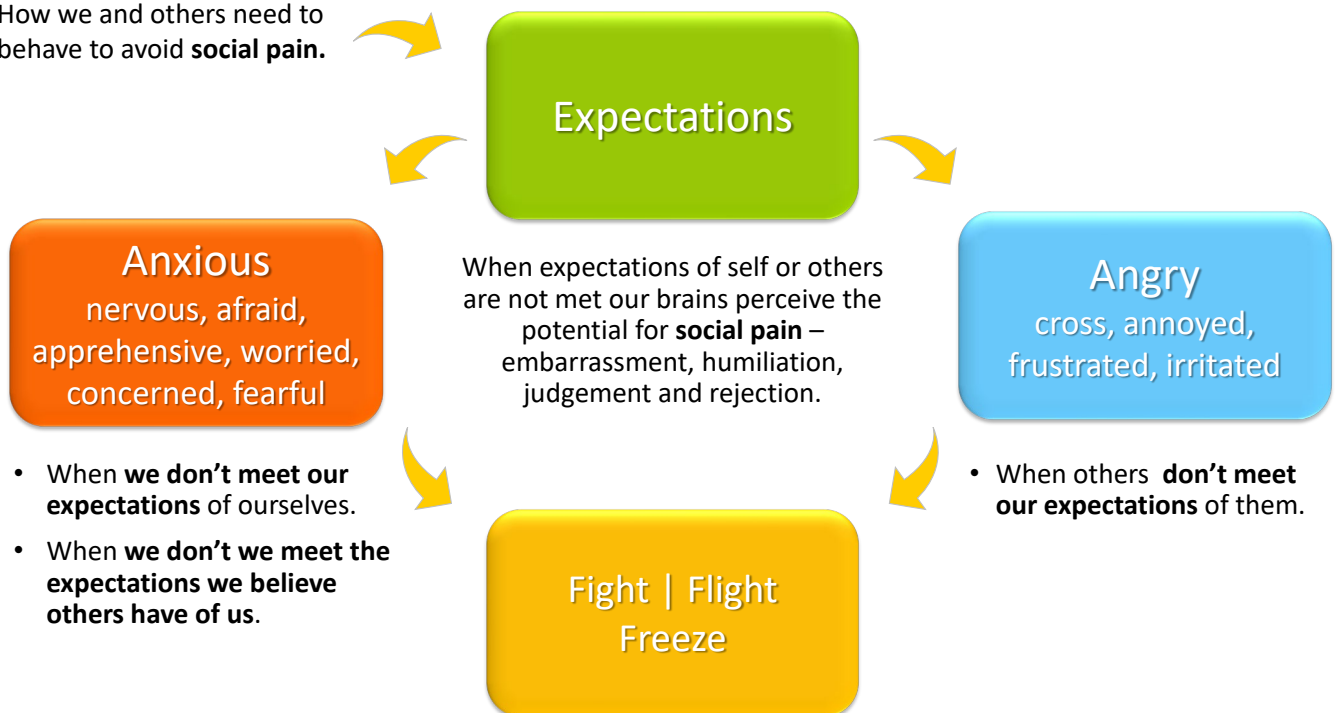 How we and others need to
behave to avoid social pain.
Expectations
Anxious
nervous, afraid,
apprehensive, worried,
concerned, fearful
When expectations of self or others
are not met our brains perceive the
potential for social pain –
embarrassment, humiliation,
judgement and rejection.
Angry
cross, annoyed,
frustrated, irritated
• When we don’t meet our
expectations of ourselves.
• When we don’t we meet the
expectations we believe
others have of us.
• When others don’t meet
our expectations of them.
Fight | Flight
Freeze